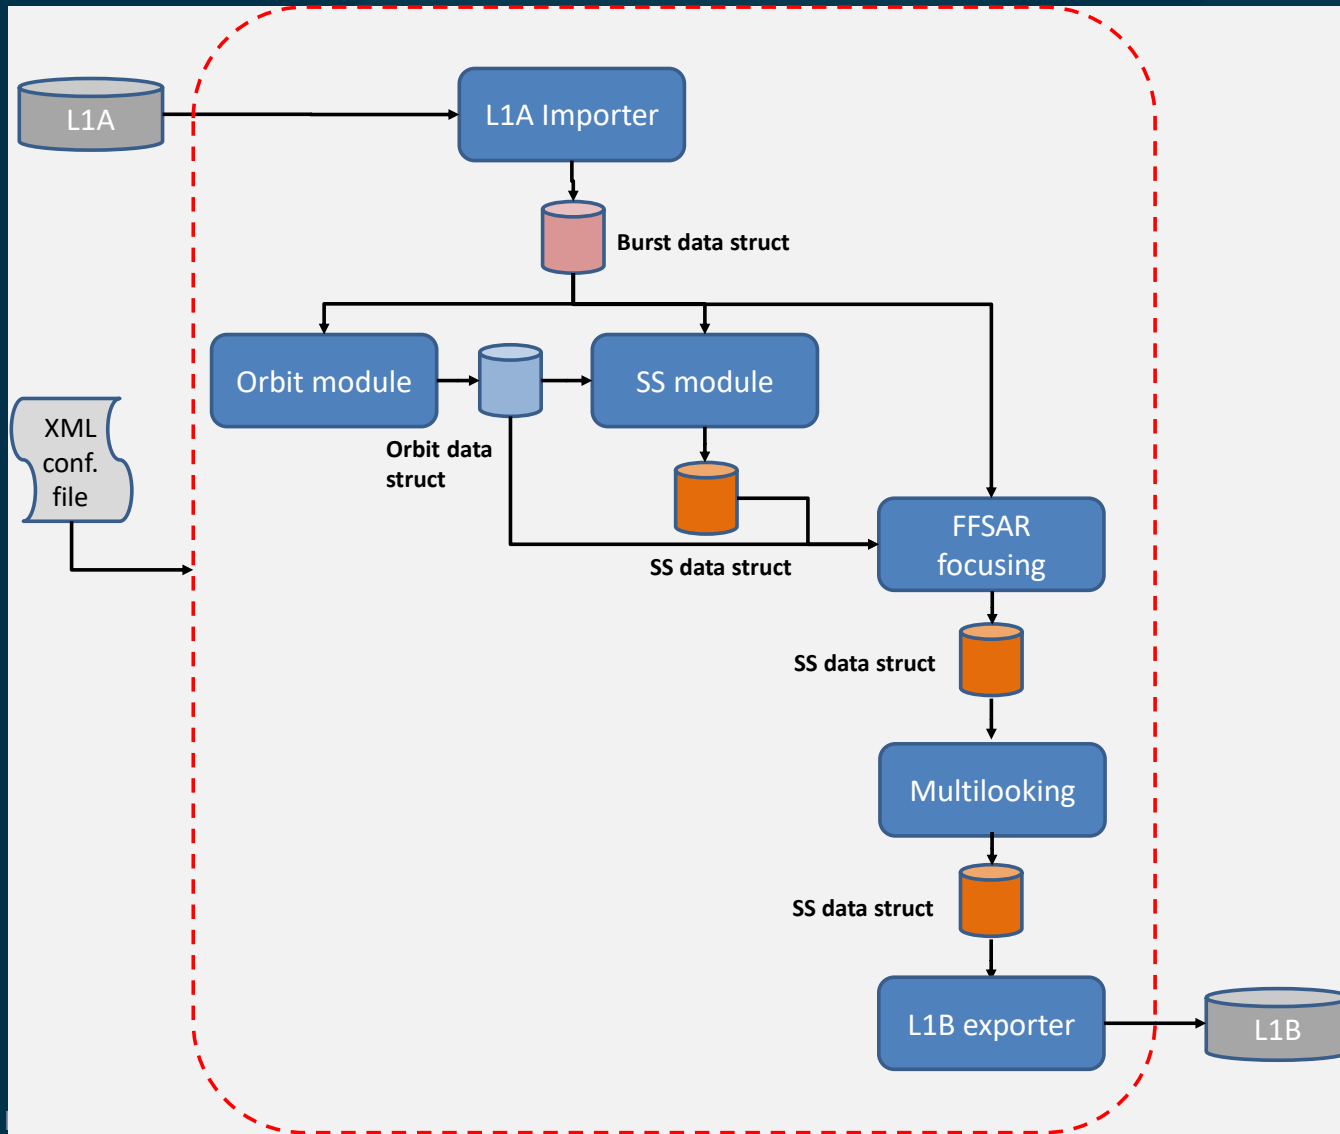 L1A
L1A Importer
Burst data struct
Orbit module
SS module
XML
conf.
file
Orbit data
struct
SS data struct
FFSAR
focusing
SS data struct
Multilooking
SS data struct
L1B exporter
L1B